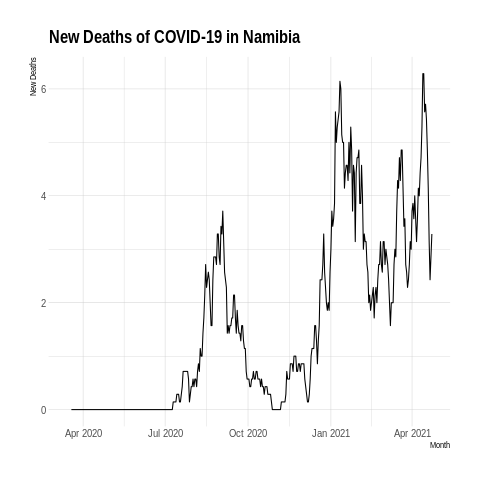 New Deaths of COVID-19 in Namibia
New Deaths
6
4
2
0
Apr 2020 Jul 2020 Oct 2020 Jan 2021 Apr 2021
Month